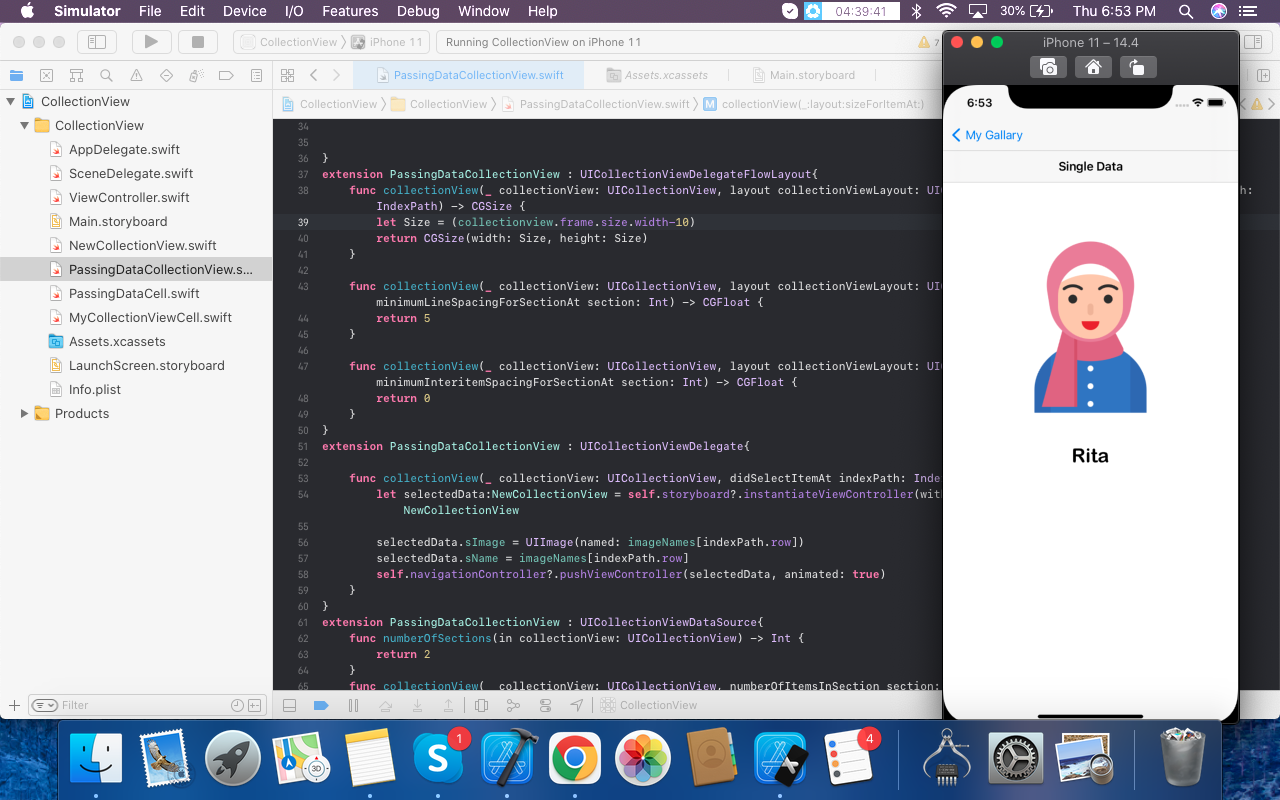 Simulator File Edit Device I/O Features Debug Window Help 04:39:41 30% Thu 6:53 PM
CollectionView iPhone 11 Running CollectionView on iPhone 11 7
iPhone 11 – 14.4
PassingDataCollectionView.swift Assets.xcassets Main.storyboard
CollectionView CollectionView PassingDataCollectionView.swift M collectionView(_:layout:sizeForItemAt:)
CollectionView
CollectionView
AppDelegate.swift
SceneDelegate.swift
ViewController.swift
Main.storyboard
NewCollectionView.swift
PassingDataCollectionView.s...
PassingDataCell.swift
MyCollectionViewCell.swift
Assets.xcassets
LaunchScreen.storyboard
Info.plist
Products
Filter
34
35
36 }
37 extension PassingDataCollectionView : UICollectionViewDelegateFlowLayout{
38 func collectionView(_ collectionView: UICollectionView, layout collectionViewLayout: UI
IndexPath) -> CGSize {
39 let Size = (collectionview.frame.size.width-10)
40 return CGSize(width: Size, height: Size)
41 }
42
43 func collectionView(_ collectionView: UICollectionView, layout collectionViewLayout: UI
minimumLineSpacingForSectionAt section: Int) -> CGFloat {
44 return 5
45 }
46
47 func collectionView(_ collectionView: UICollectionView, layout collectionViewLayout: UI
minimumInteritemSpacingForSectionAt section: Int) -> CGFloat {
48 return 0
49 }
50 }
51 extension PassingDataCollectionView : UICollectionViewDelegate{
52
53 func collectionView(_ collectionView: UICollectionView, didSelectItemAt indexPath: Inde
54 let selectedData:NewCollectionView = self.storyboard?.instantiateViewController(wit
NewCollectionView
55
56 selectedData.sImage = UIImage(named: imageNames[indexPath.row])
57 selectedData.sName = imageNames[indexPath.row]
58 self.navigationController?.pushViewController(selectedData, animated: true)
59 }
60 }
61 extension PassingDataCollectionView : UICollectionViewDataSource{
62 func numberOfSections(in collectionView: UICollectionView) -> Int {
63 return 2
64 }
65 func collectionView(_ collectionView: UICollectionView, numberOfItemsInSection section:
CollectionView
6:53
My Gallary
Single Data
Rita
3D
S
1
4